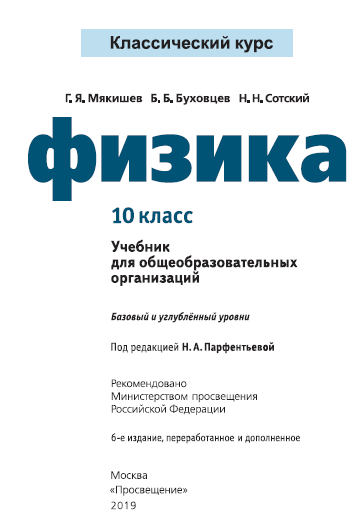 Классический курс
Г. Я. Мякишев Б. Б. Буховцев Н. Н. Сотский
физика
10 класс
Учебник
для общеобразовательных
организаций
Базовый и углублённый уровни
Под редакцией Н. А. Парфентьевой
Рекомендовано
Министерством просвещения
Российской Федерации
6-е издание, переработанное и дополненное
Москва
«Просвещение»
2019